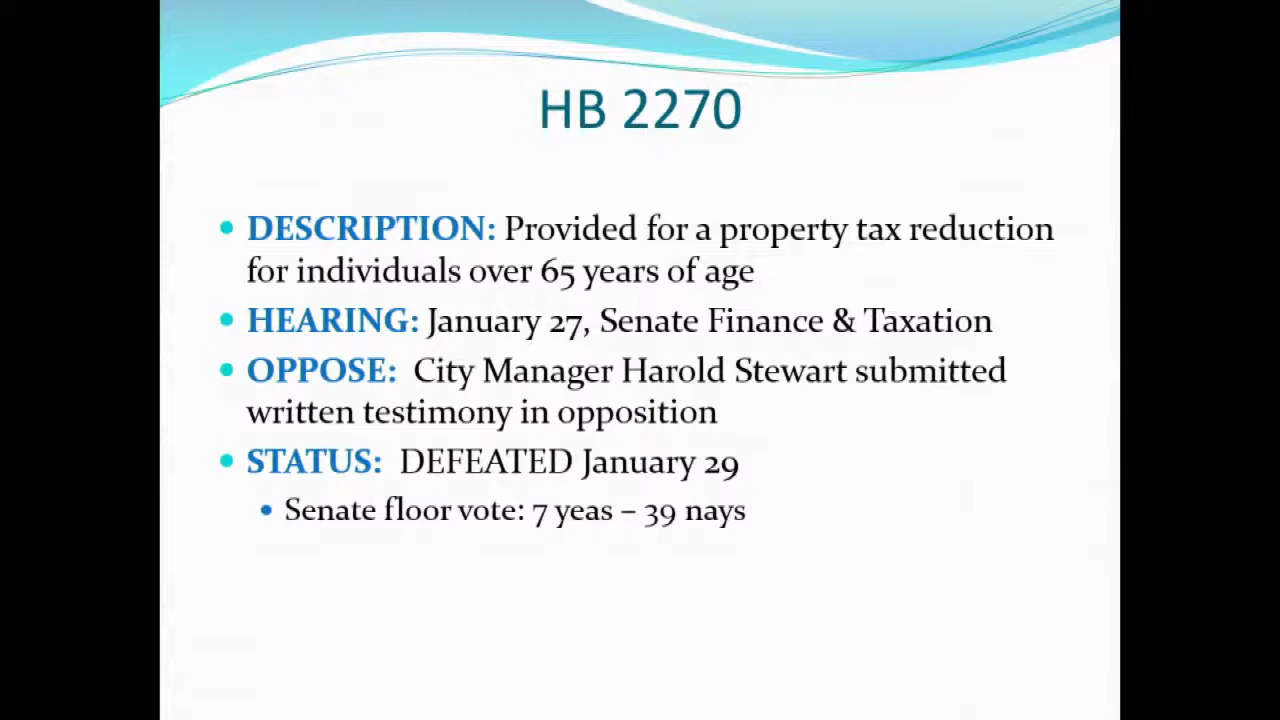 HB 2270
• DESCRIPTION: Provided for a property tax reduction
for individuals over 65 years of age
• HEARING: January 27, Senate Finance & Taxation
• OPPOSE: City Manager Harold Stewart submitted
written testimony in opposition
• STATUS: DEFEATED January 29
• Senate floor vote: 7 yeas – 39 nays